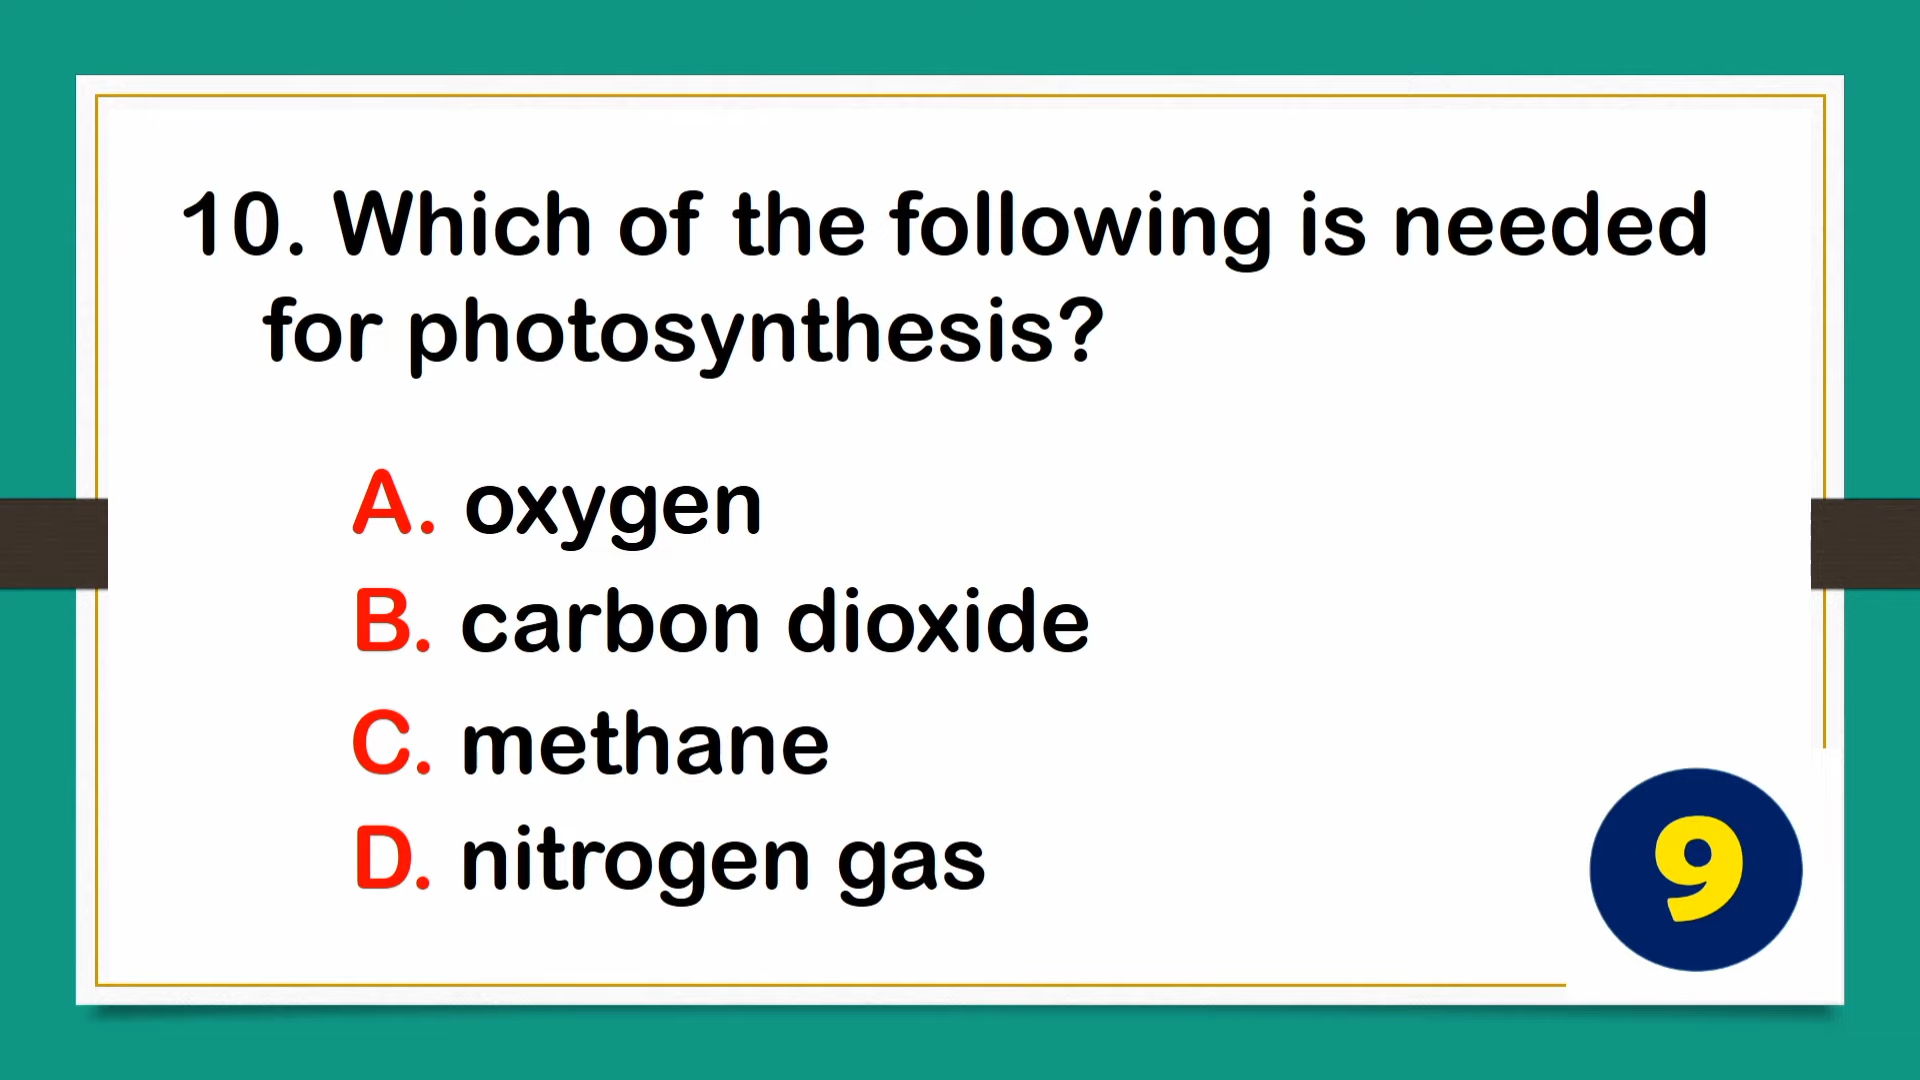 10. Which of the following is needed
for photosynthesis?
A. oxygen
B. carbon dioxide
C. methane
D. nitrogen gas
9